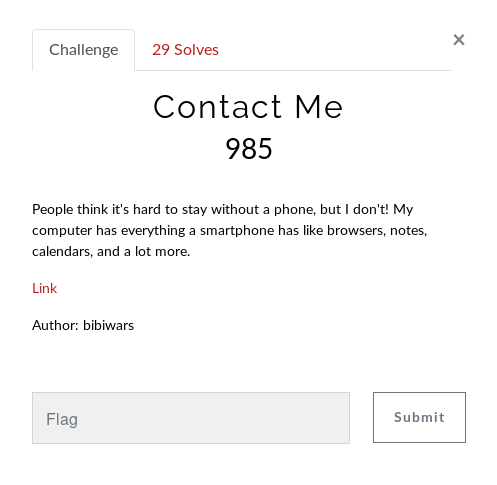 Challenge
29 Solves
×
Contact Me
985
People think it's hard to stay without a phone, but I don't! My
computer has everything a smartphone has like browsers, notes,
calendars, and a lot more.
Link
Author: bibiwars
Flag
Submit